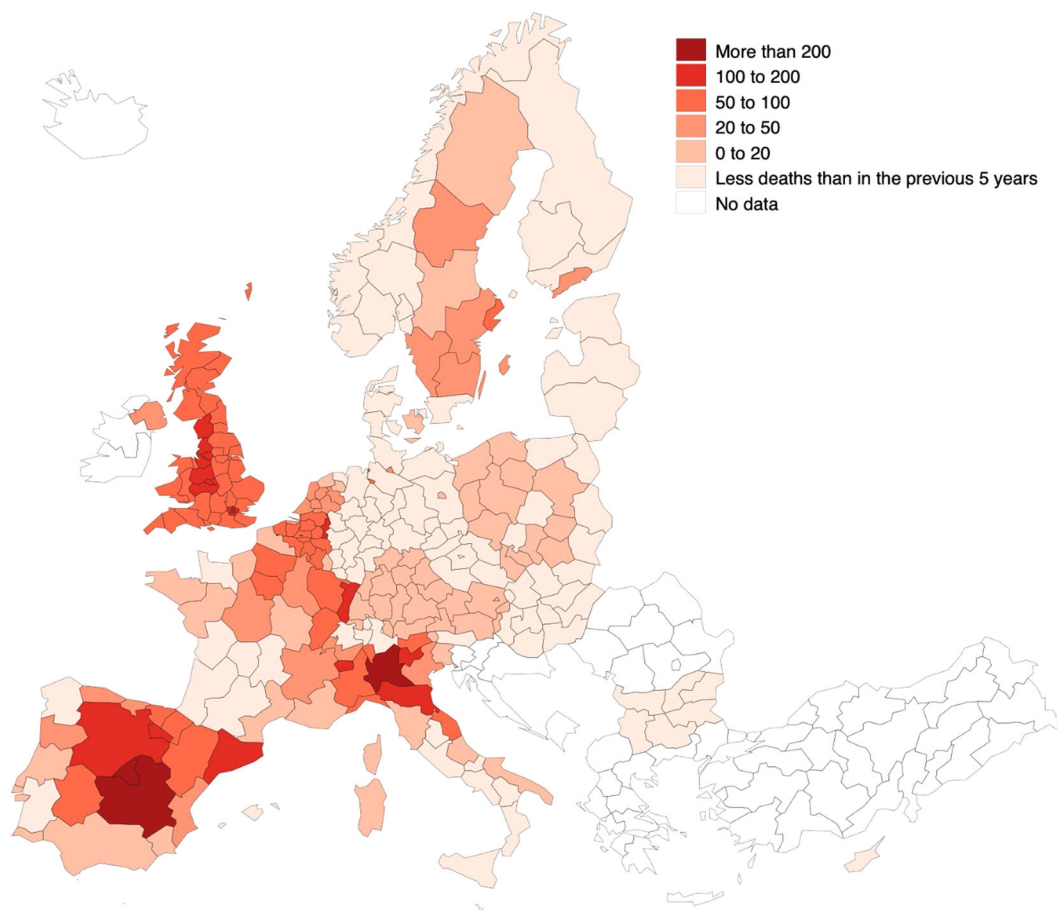 More than 200
100 to 200
50 to 100
20 to 50
0 to 20
Less deaths than in the previous 5 years
No data